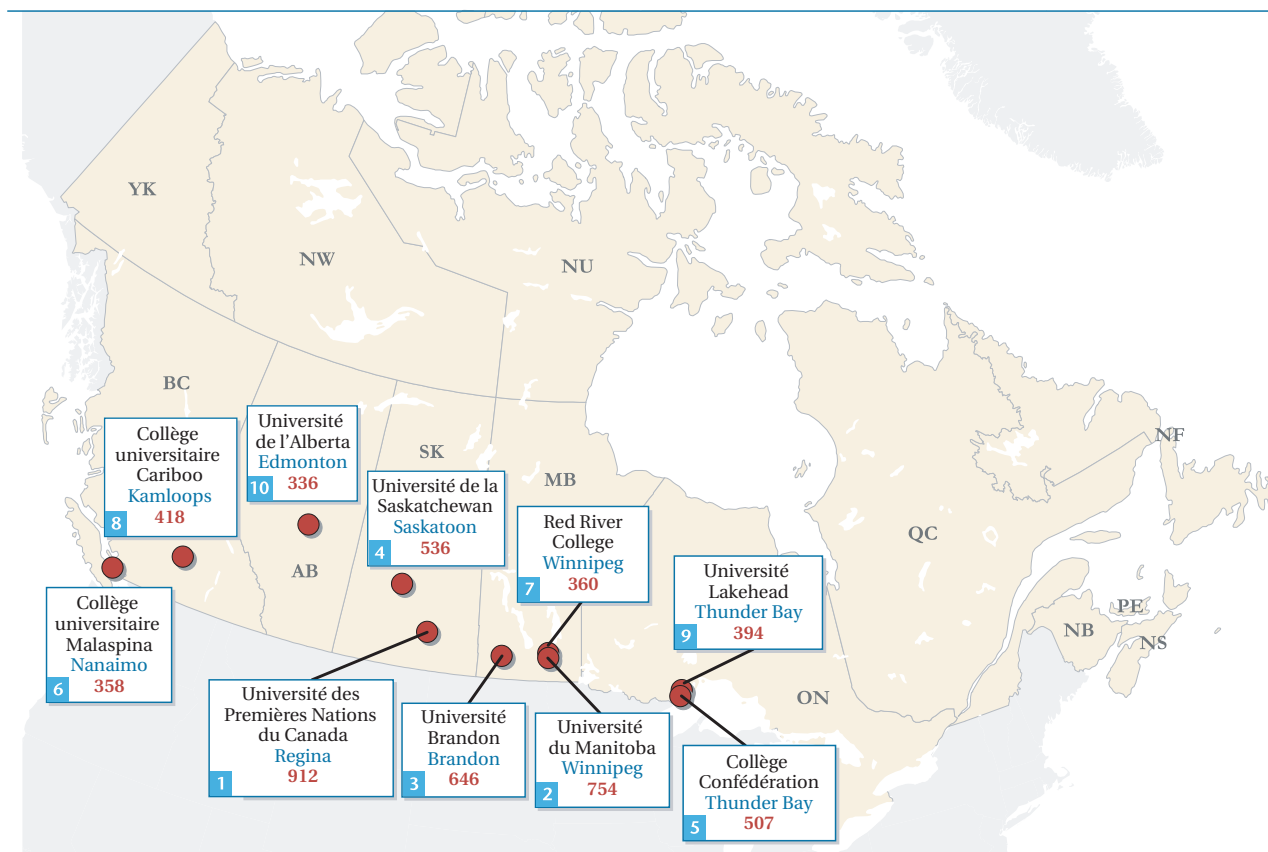 YK
NW
NU
BC
SK
MB
AB
QC
NF
PE
NB
NS
ON
Collège
universitaire
Cariboo
Kamloops
8
418
Université
de l’Alberta
Edmonton
10
336
Université de la
Saskatchewan
Saskatoon
4
536
Red River
College
Winnipeg
7
360
Université
Lakehead
Thunder Bay
9
394
Collège
universitaire
Malaspina
Nanaimo
6
358
Université des
Premières Nations
du Canada
Regina
1
912
Université
Brandon
Brandon
3
646
Université
du Manitoba
Winnipeg
2
754
Collège
Confédération
Thunder Bay
5
507